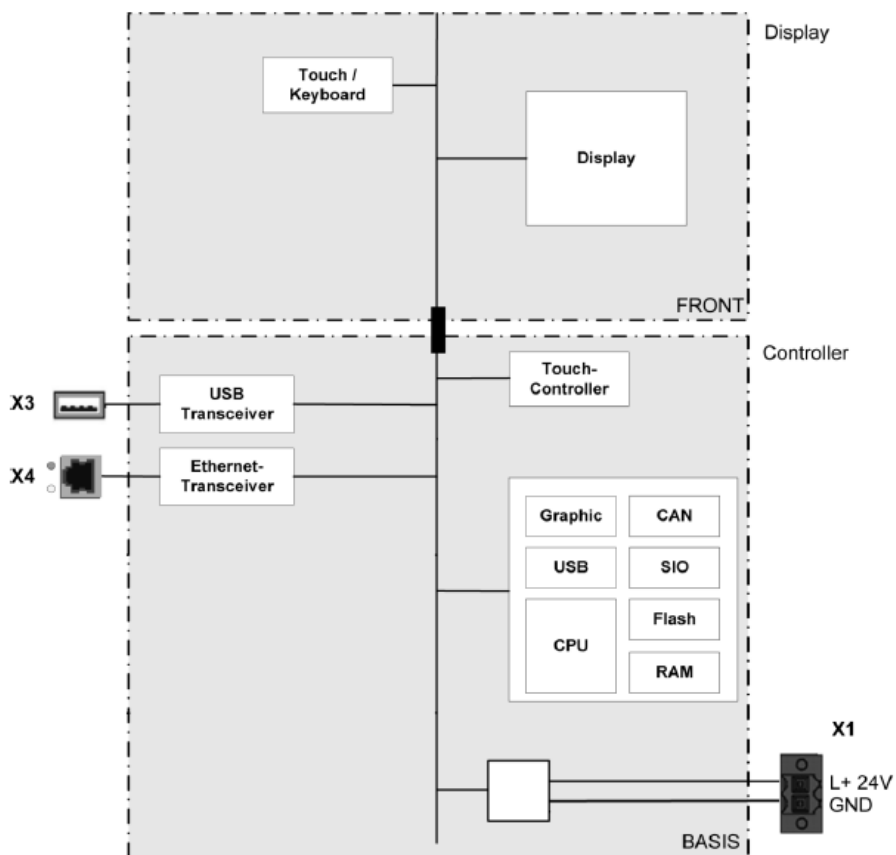 Display
Touch /
Keyboard
Display
FRONT
Controller
Touch-
Controller
X3
USB
Transceiver
X4
Ethernet-
Transceiver
Graphic
CAN
USB
SIO
CPU
Flash
RAM
X1
L+ 24V
GND
BASIS